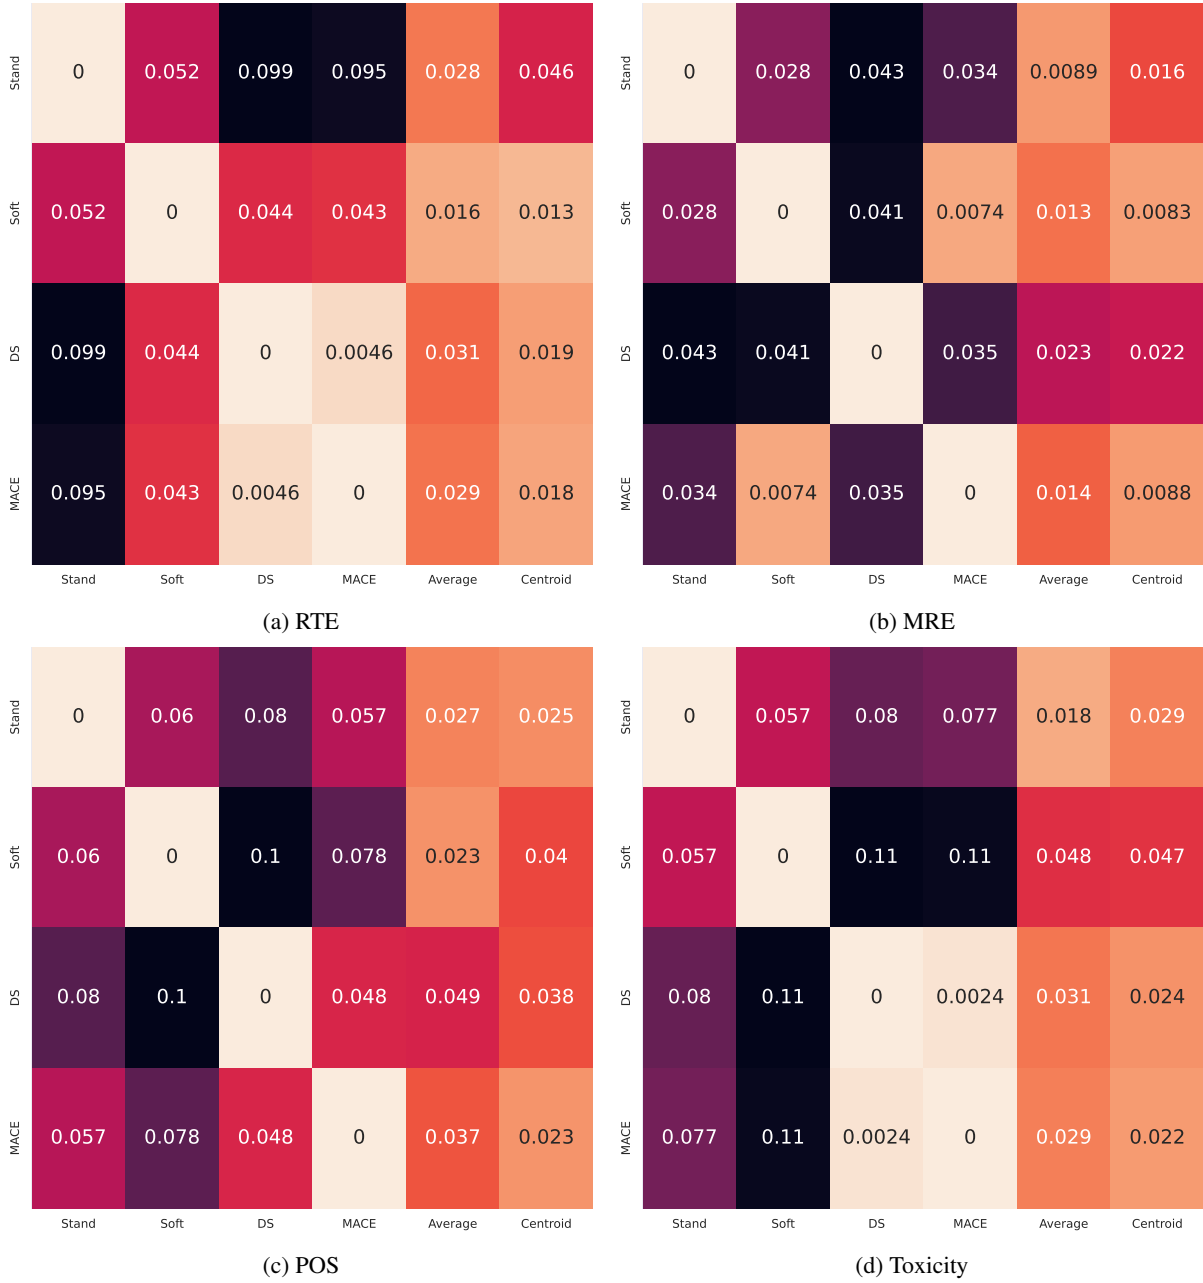 Stand 0 0.052 0.099 0.095 0.028 0.046
Soft 0.052 0 0.044 0.043 0.016 0.013
DS 0.099 0.044 0 0.0046 0.031 0.019
MACE 0.095 0.043 0.0046 0 0.029 0.018
Stand Soft DS MACE Average Centroid
(a) RTE
Stand 0 0.028 0.043 0.034 0.0089 0.016
Soft 0.028 0 0.041 0.0074 0.013 0.0083
DS 0.043 0.041 0 0.035 0.023 0.022
MACE 0.034 0.0074 0.035 0 0.014 0.0088
Stand Soft DS MACE Average Centroid
(b) MRE
Stand 0 0.06 0.08 0.057 0.027 0.025
Soft 0.06 0 0.1 0.078 0.023 0.04
DS 0.08 0.1 0 0.048 0.049 0.038
MACE 0.057 0.078 0.048 0 0.037 0.023
Stand Soft DS MACE Average Centroid
(c) POS
Stand 0 0.057 0.08 0.077 0.018 0.029
Soft 0.057 0 0.11 0.11 0.048 0.047
DS 0.08 0.11 0 0.0024 0.031 0.024
MACE 0.077 0.11 0.0024 0 0.029 0.022
Stand Soft DS MACE Average Centroid
(d) Toxicity